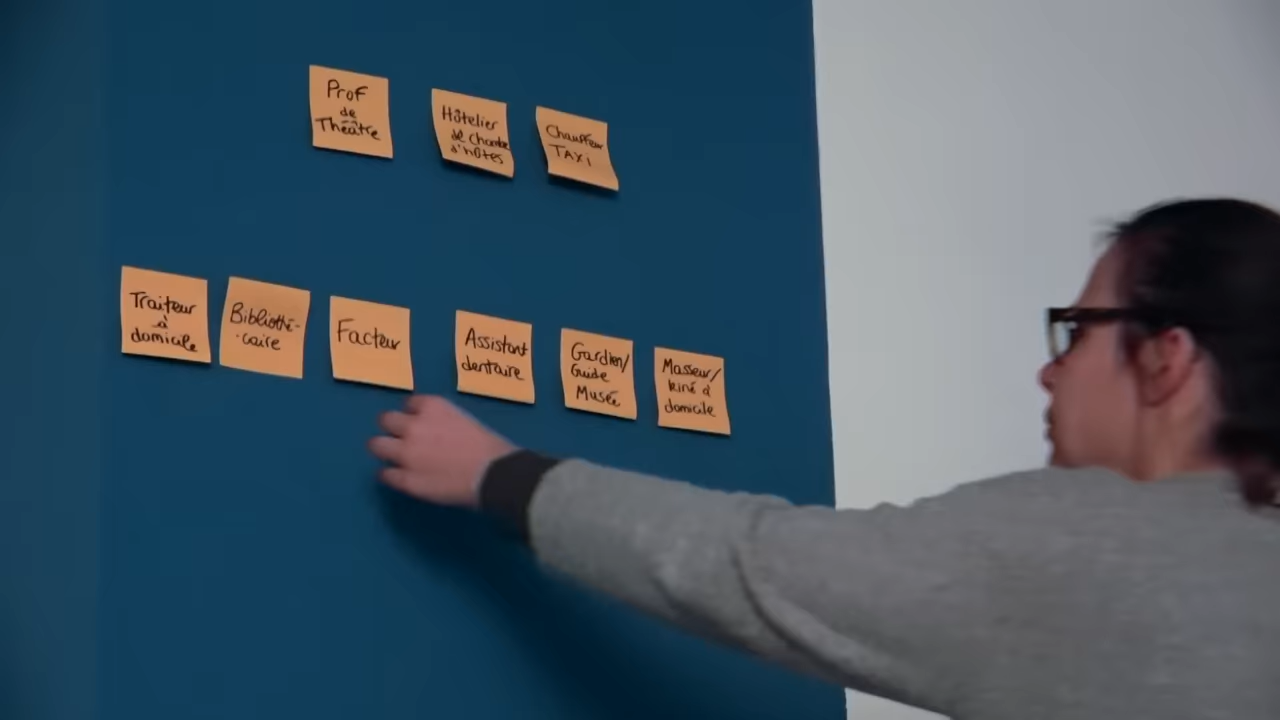 Prof
de
Théâtre
Hôtelier
de chambre
d'hôtes
Chauffeur
TAXI
Traiteur
à
domicile
Bibliothé-
-caire
Facteur
Assistant
dentaire
Gardien/
Guide
Musée
Masseur/
kiné à
domicile